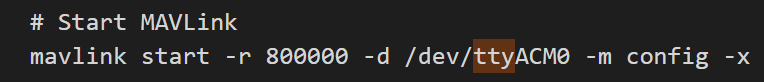 # Start MAVLink
mavlink start -r 800000 -d /dev/ttyACM0 -m config -x